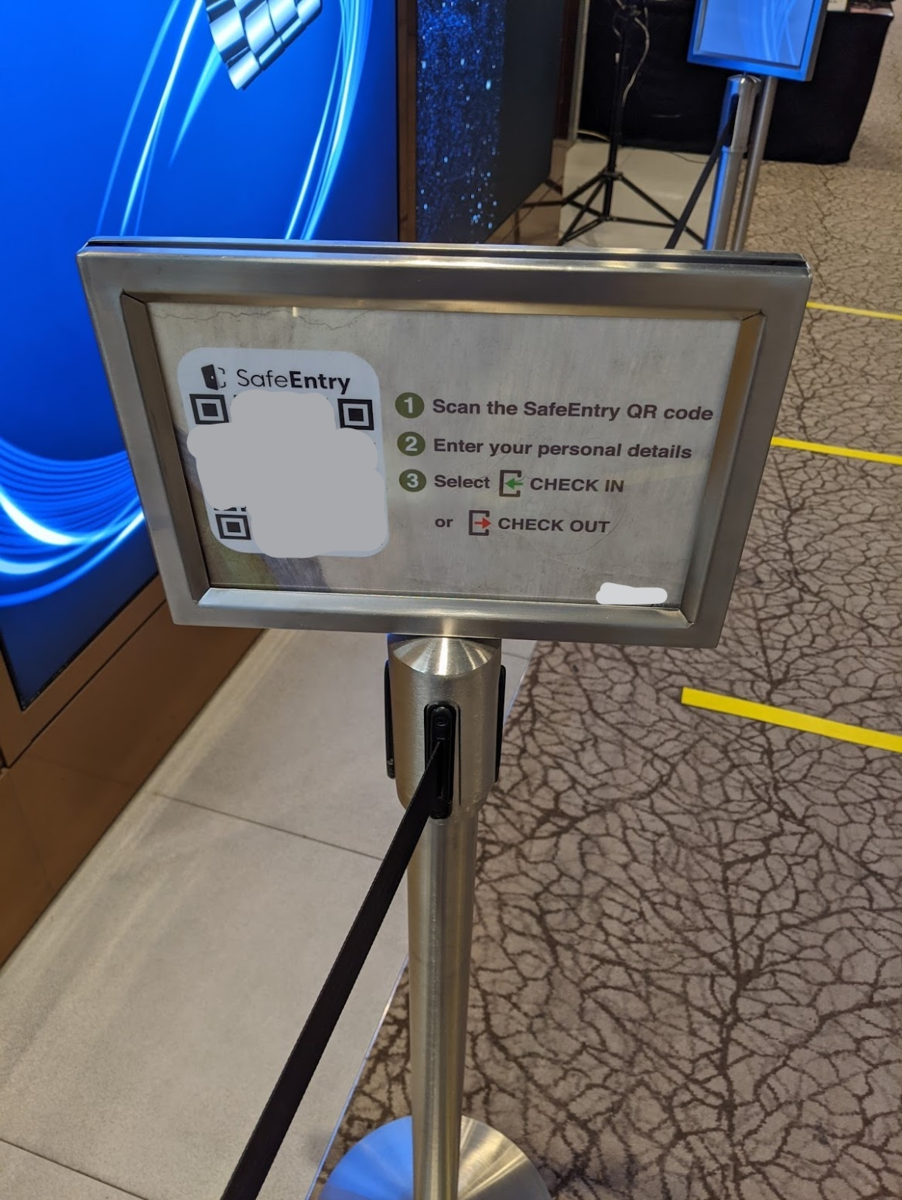 SafeEntry
1 Scan the SafeEntry QR code
2 Enter your personal details
3 Select CHECK IN
or CHECK OUT